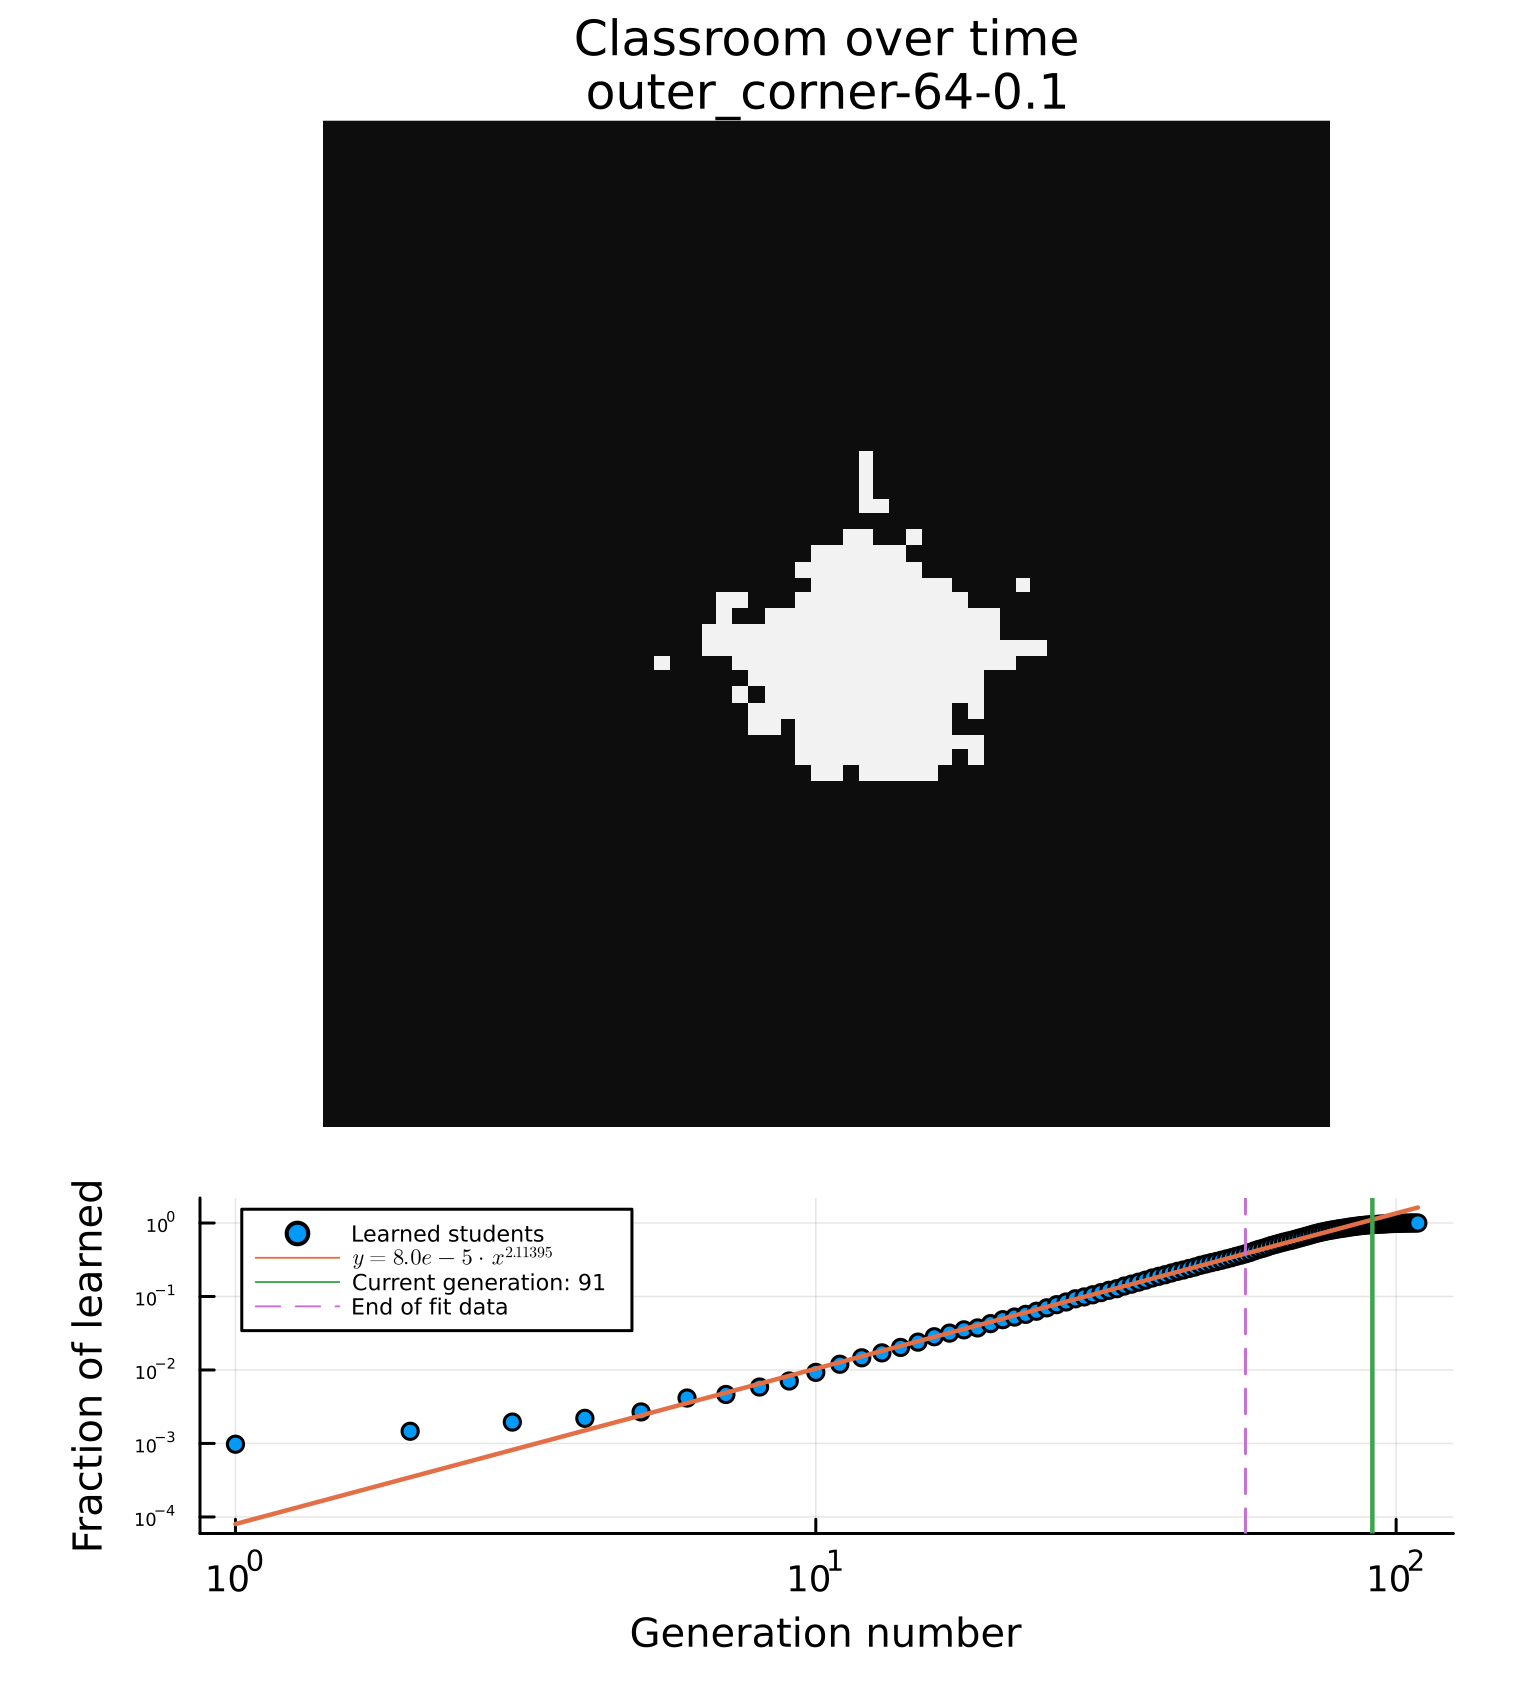 Classroom over time
outer_corner-64-0.1
Fraction of learned
10^0
10^-1
10^-2
10^-3
10^-4
Learned students
y = 8.0e − 5 · x^2.11395
Current generation: 91
End of fit data
10^0 10^1 10^2
Generation number